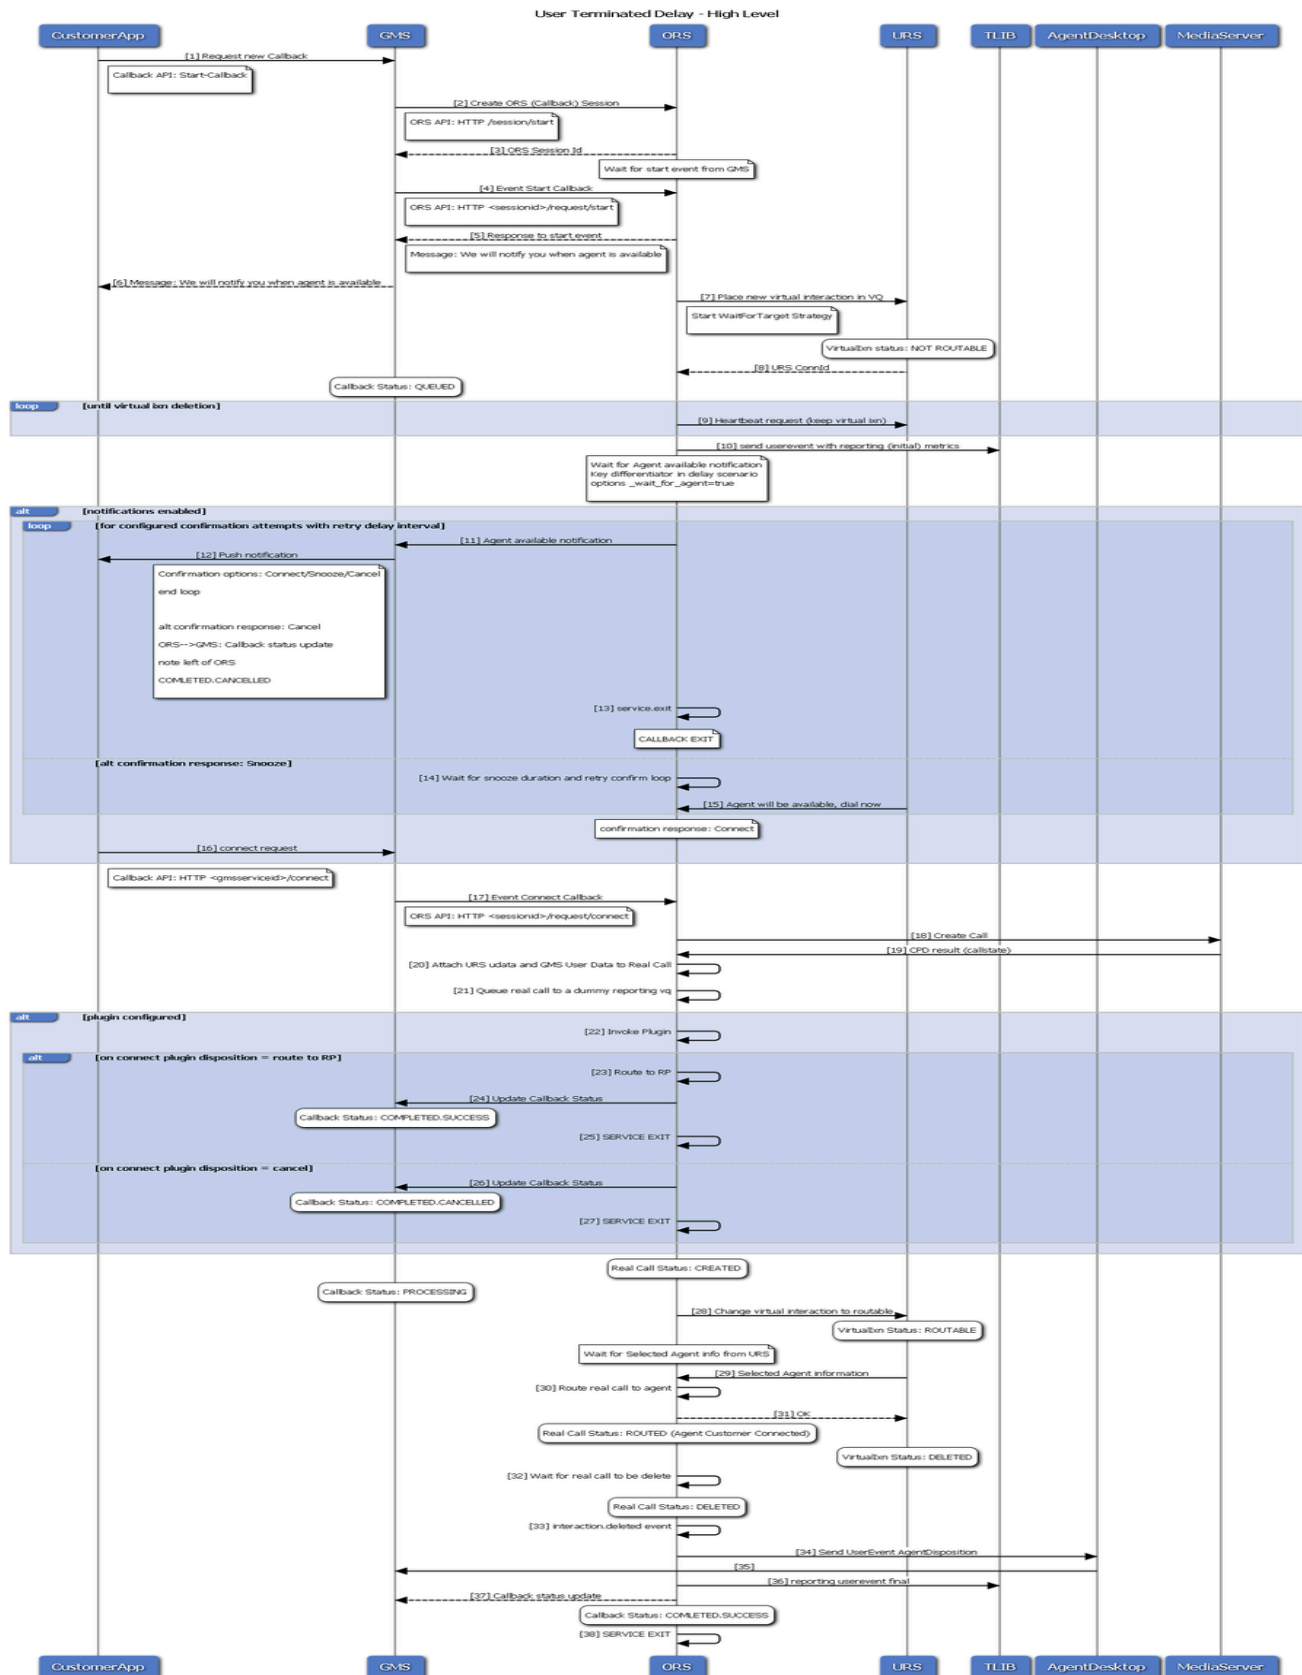 User Terminated Delay - High Level
CustomerApp
GMS
ORS
URS
TLIB
AgentDesktop
MediaServer
[1] Request new Callback
Callback API: Start-Callback
[2] Create ORS (Callback) Session
ORS API: HTTP /session/start
[3] ORS Session Id
Wait for start event from GMS
[4] Event Start Callback
ORS API: HTTP <sessionid>/request/start
[5] Response to start event
Message: We will notify you when agent is available
[6] Message: We will notify you when agent is available
[7] Place new virtual interaction in VQ
Start WaitForTarget Strategy
VirtualIxn status: NOT ROUTABLE
[8] URS ConnId
Callback Status: QUEUED
loop
[until virtual ixn deletion]
[9] Heartbeat request (keep virtual ixn)
[10] send userevent with reporting (initial) metrics
Wait for Agent available notification
Key differentiator in delay scenario
options _wait_for_agent=true
alt
[notifications enabled]
loop
[for configured confirmation attempts with retry delay interval]
[11] Agent available notification
[12] Push notification
Confirmation options: Connect/Snooze/Cancel
end loop
alt confirmation response: Cancel
ORS-->GMS: Callback status update
note left of ORS
COMLETED.CANCELLED
[13] service.exit
CALLBACK EXIT
[alt confirmation response: Snooze]
[14] Wait for snooze duration and retry confirm loop
[15] Agent will be available, dial now
confirmation response: Connect
[16] connect request
Callback API: HTTP <gmsserviceid>/connect
[17] Event Connect Callback
ORS API: HTTP <sessionid>/request/connect
[18] Create Call
[19] CPD result (callstate)
[20] Attach URS udata and GMS User Data to Real Call
[21] Queue real call to a dummy reporting vq
alt
[plugin configured]
[22] Invoke Plugin
alt
[on connect plugin disposition = route to RP]
[23] Route to RP
[24] Update Callback Status
Callback Status: COMPLETED.SUCCESS
[25] SERVICE EXIT
[on connect plugin disposition = cancel]
[26] Update Callback Status
Callback Status: COMPLETED.CANCELLED
[27] SERVICE EXIT
Real Call Status: CREATED
Callback Status: PROCESSING
[28] Change virtual interaction to routable
VirtualIxn Status: ROUTABLE
Wait for Selected Agent info from URS
[29] Selected Agent information
[30] Route real call to agent
[31] OK
Real Call Status: ROUTED (Agent Customer Connected)
VirtualIxn Status: DELETED
[32] Wait for real call to be delete
Real Call Status: DELETED
[33] interaction.deleted event
[34] Send UserEvent AgentDisposition
[35]
[36] reporting userevent final
[37] Callback status update
Callback Status: COMLETED.SUCCESS
[38] SERVICE EXIT
CustomerApp
GMS
ORS
URS
TLIB
AgentDesktop
MediaServer